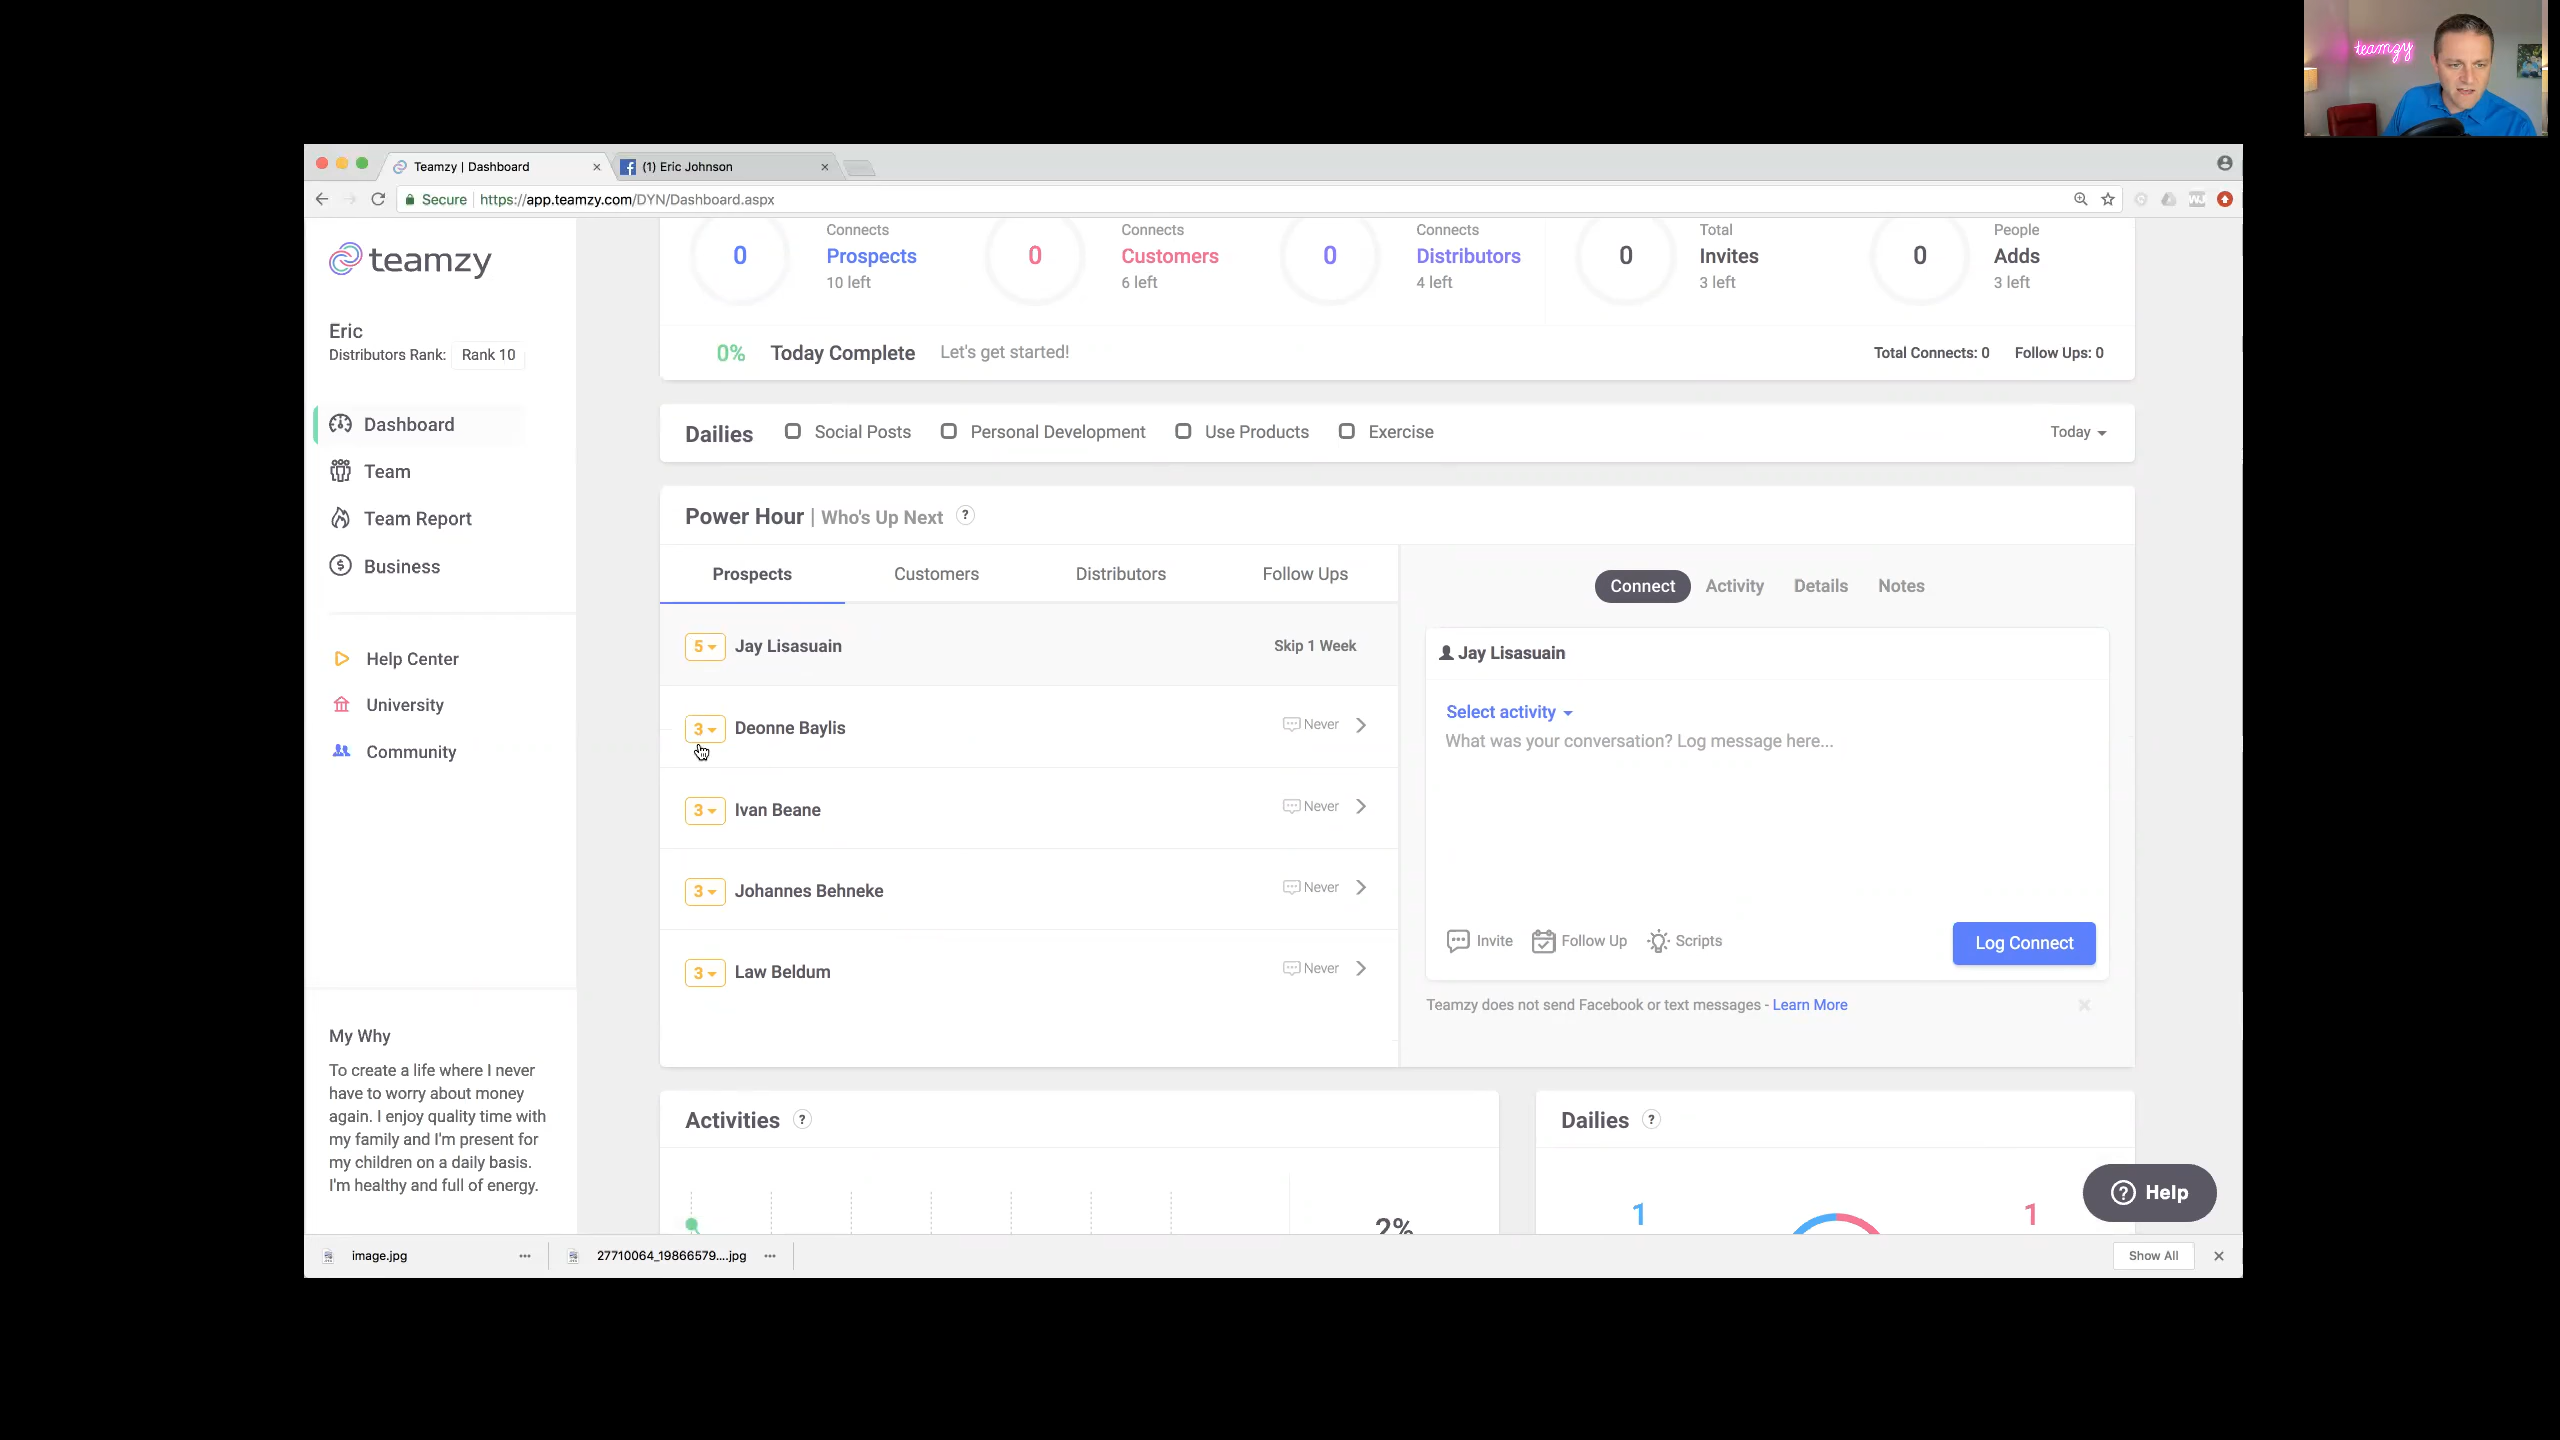 teamzy
Teamzy | Dashboard
(1) Eric Johnson
Secure
https://app.teamzy.com/DYN/Dashboard.aspx
teamzy
Eric
Distributors Rank: Rank 10
Dashboard
Team
Team Report
Business
Help Center
University
Community
My Why
To create a life where I never
have to worry about money
again. I enjoy quality time with
my family and I'm present for
my children on a daily basis.
I'm healthy and full of energy.
0
Connects
Prospects
10 left
0
Connects
Customers
6 left
0
Connects
Distributors
4 left
0
Total
Invites
3 left
0
People
Adds
3 left
0% Today Complete Let's get started!
Total Connects: 0 Follow Ups: 0
Dailies Social Posts Personal Development Use Products Exercise Today
Power Hour | Who's Up Next ?
Prospects Customers Distributors Follow Ups
5 Jay Lisasuain Skip 1 Week
3 Deonne Baylis Never
3 Ivan Beane Never
3 Johannes Behneke Never
3 Law Beldum Never
Connect Activity Details Notes
Jay Lisasuain
Select activity
What was your conversation? Log message here...
Invite Follow Up Scripts Log Connect
Teamzy does not send Facebook or text messages - Learn More
Activities ?
2%
Dailies ?
1
1
? Help
image.jpg
27710064_19866579....jpg
Show All